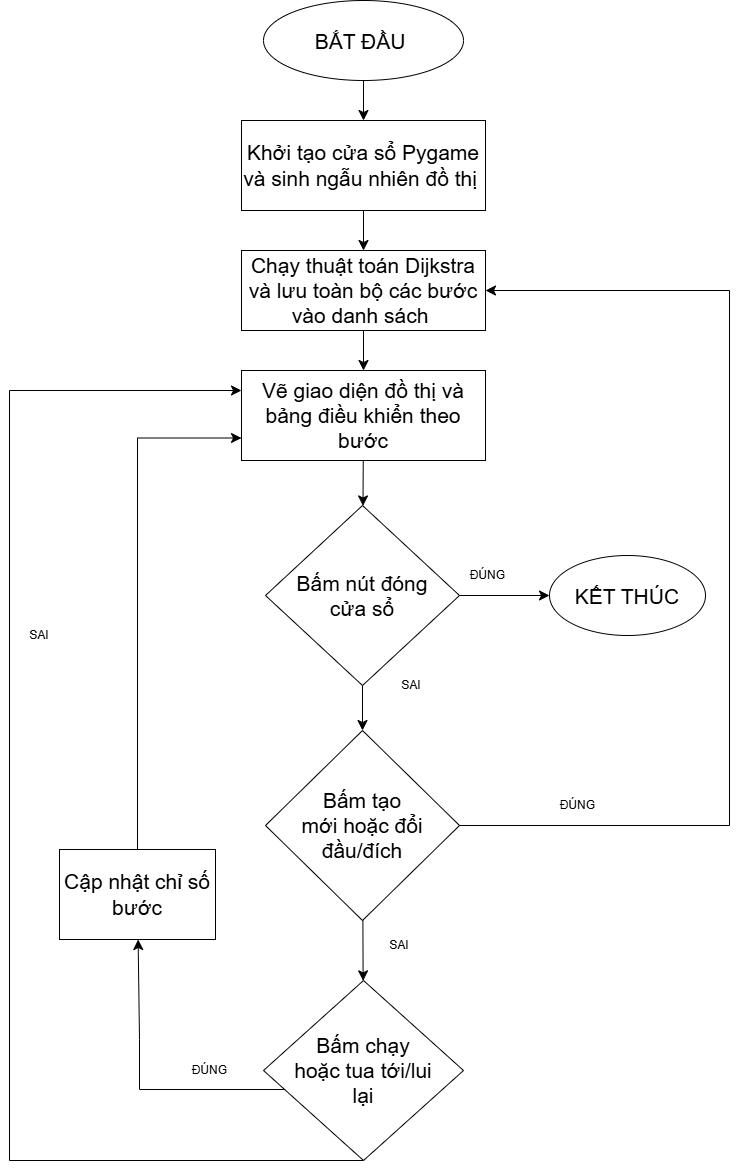 BẮT ĐẦU
Khởi tạo cửa sổ Pygame
và sinh ngẫu nhiên đồ thị
Chạy thuật toán Dijkstra
và lưu toàn bộ các bước
vào danh sách
Vẽ giao diện đồ thị và
bảng điều khiển theo
bước
Bấm nút đóng
cửa sổ
ĐÚNG
KẾT THÚC
SAI
SAI
Bấm tạo
mới hoặc đổi
đầu/đích
ĐÚNG
Cập nhật chỉ số
bước
SAI
Bấm chạy
hoặc tua tới/lui
lại
ĐÚNG